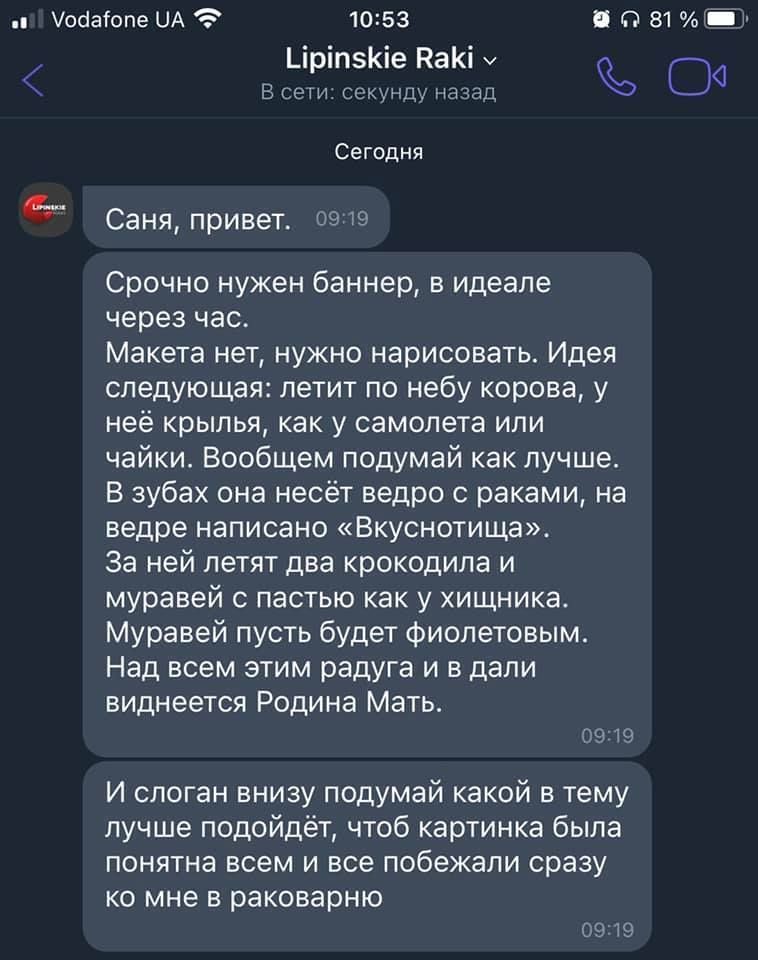 Vodafone UA
10:53
81 %
Lipinskie Raki
В сети: секунду назад
Сегодня
LIPINSKIE
Саня, привет. 09:19
Срочно нужен баннер, в идеале
через час.
Макета нет, нужно нарисовать. Идея
следующая: летит по небу корова, у
неё крылья, как у самолета или
чайки. Вообщем подумай как лучше.
В зубах она несёт ведро с раками, на
ведре написано «Вкуснотища».
За ней летят два крокодила и
муравей с пастью как у хищника.
Муравей пусть будет фиолетовым.
Над всем этим радуга и в дали
виднеется Родина Мать.
09:19
И слоган внизу подумай какой в тему
лучше подойдёт, чтоб картинка была
понятна всем и все побежали сразу
ко мне в раковарню
09:19